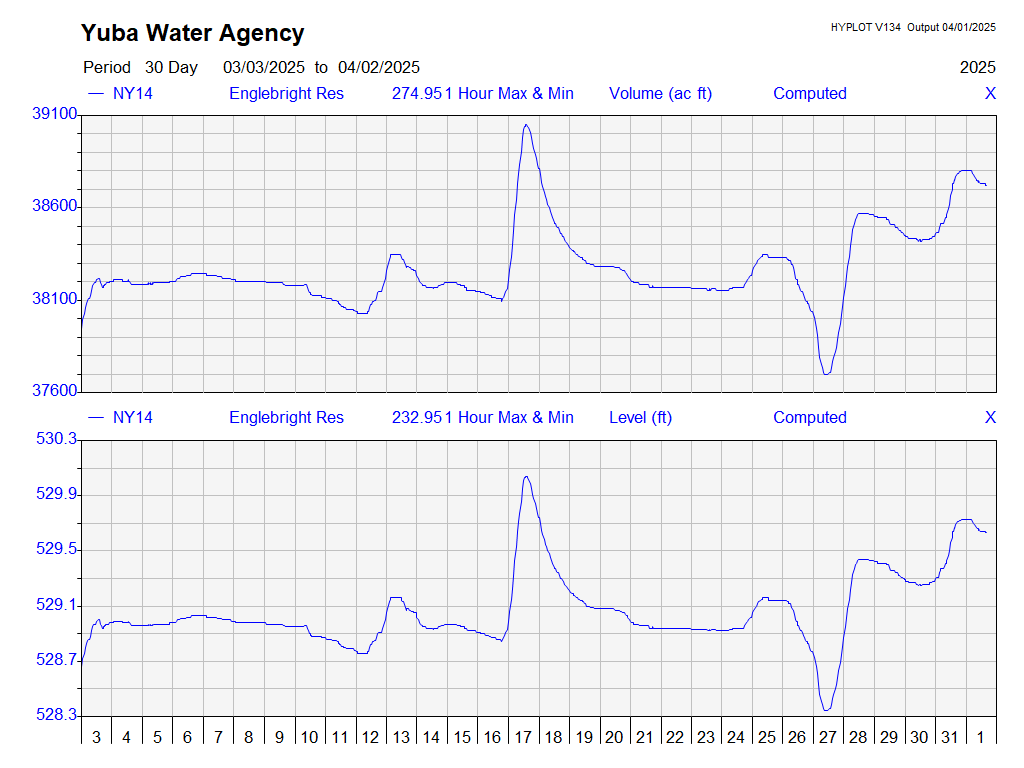 Yuba Water Agency
HYPLOT V134 Output 04/01/2025
Period 30 Day 03/03/2025 to 04/02/2025 2025
NY14 Englebright Res 274.95 1 Hour Max & Min Volume (ac ft) Computed X
39100
38600
38100
37600
NY14 Englebright Res 232.95 1 Hour Max & Min Level (ft) Computed X
530.3
529.9
529.5
529.1
528.7
528.3
3 4 5 6 7 8 9 10 11 12 13 14 15 16 17 18 19 20 21 22 23 24 25 26 27 28 29 30 31 1